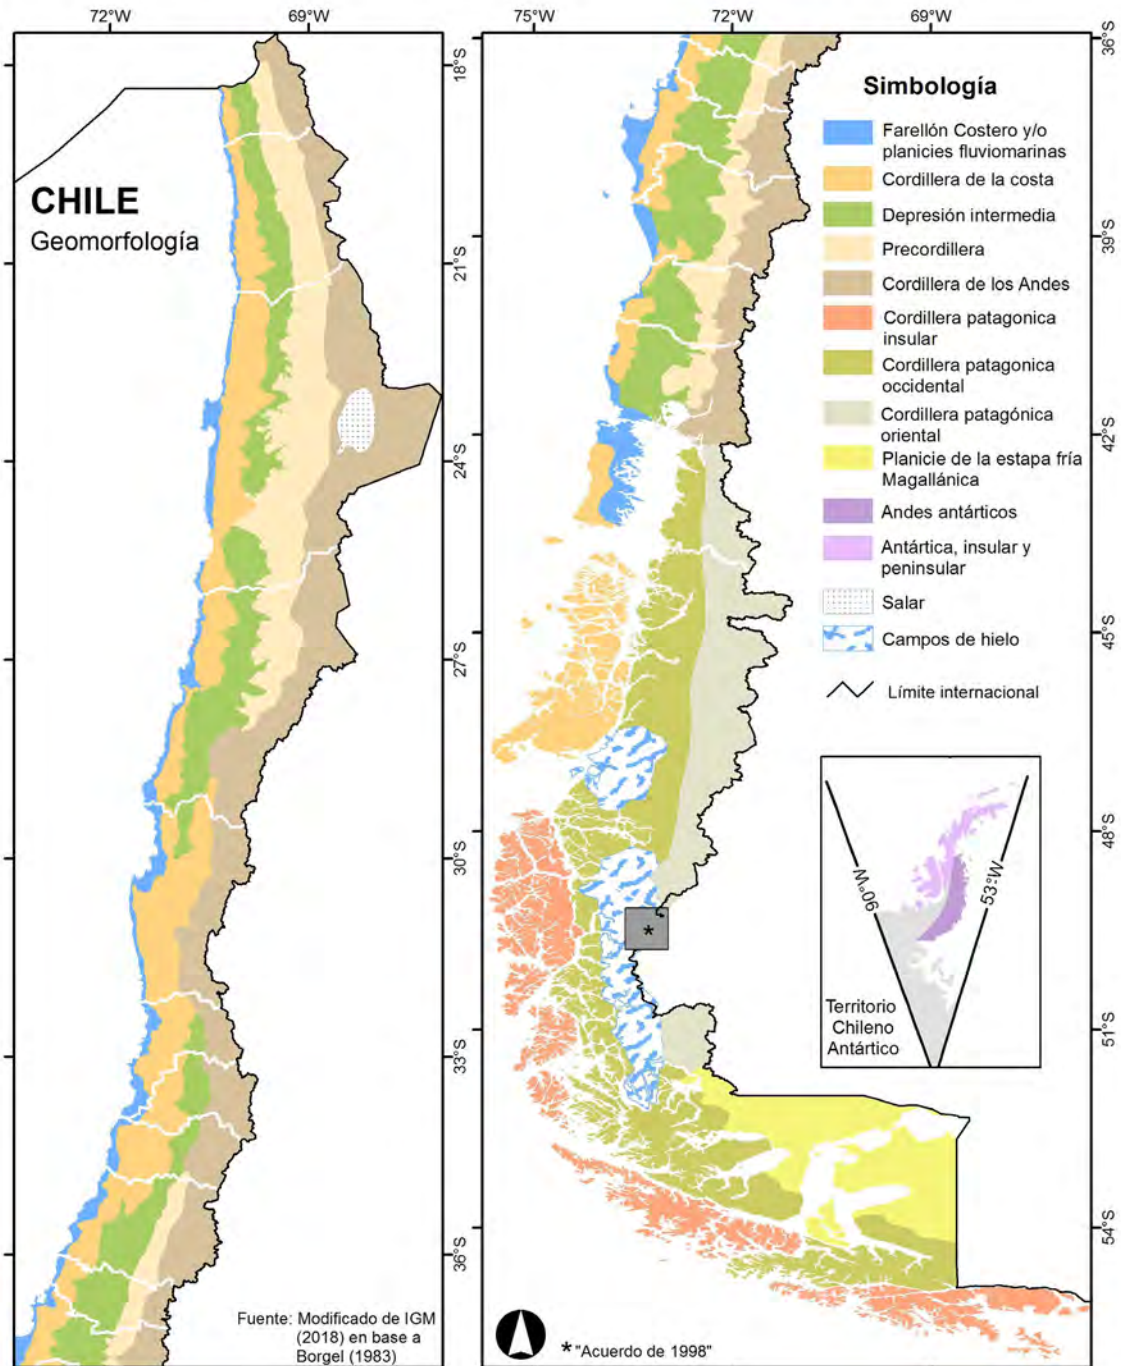 72°W
69°W
75°W
72°W
69°W
18°S
21°S
24°S
27°S
30°S
33°S
36°S
36°S
39°S
42°S
45°S
48°S
51°S
54°S
CHILE
Geomorfología
Simbología
Farellón Costero y/o
planicies fluviomarinas
Cordillera de la costa
Depresión intermedia
Precordillera
Cordillera de los Andes
Cordillera patagonica
insular
Cordillera patagonica
occidental
Cordillera patagónica
oriental
Planicie de la estapa fría
Magallánica
Andes antárticos
Antártica, insular y
peninsular
Salar
Campos de hielo
Límite internacional
90°W
53°W
Territorio
Chileno
Antártico
*
Fuente: Modificado de IGM
(2018) en base a
Borgel (1983)
* "Acuerdo de 1998"